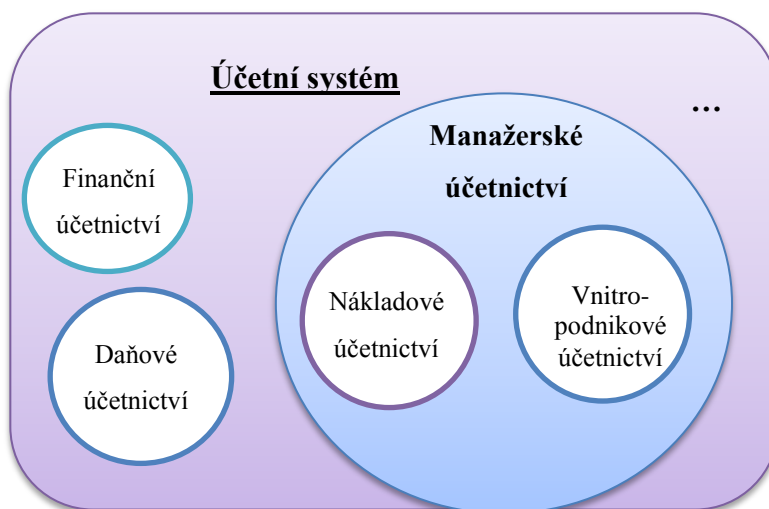 Účetní systém
...
Manažerské
účetnictví
Finanční
účetnictví
Nákladové
účetnictví
Vnitro-
podnikové
účetnictví
Daňové
účetnictví